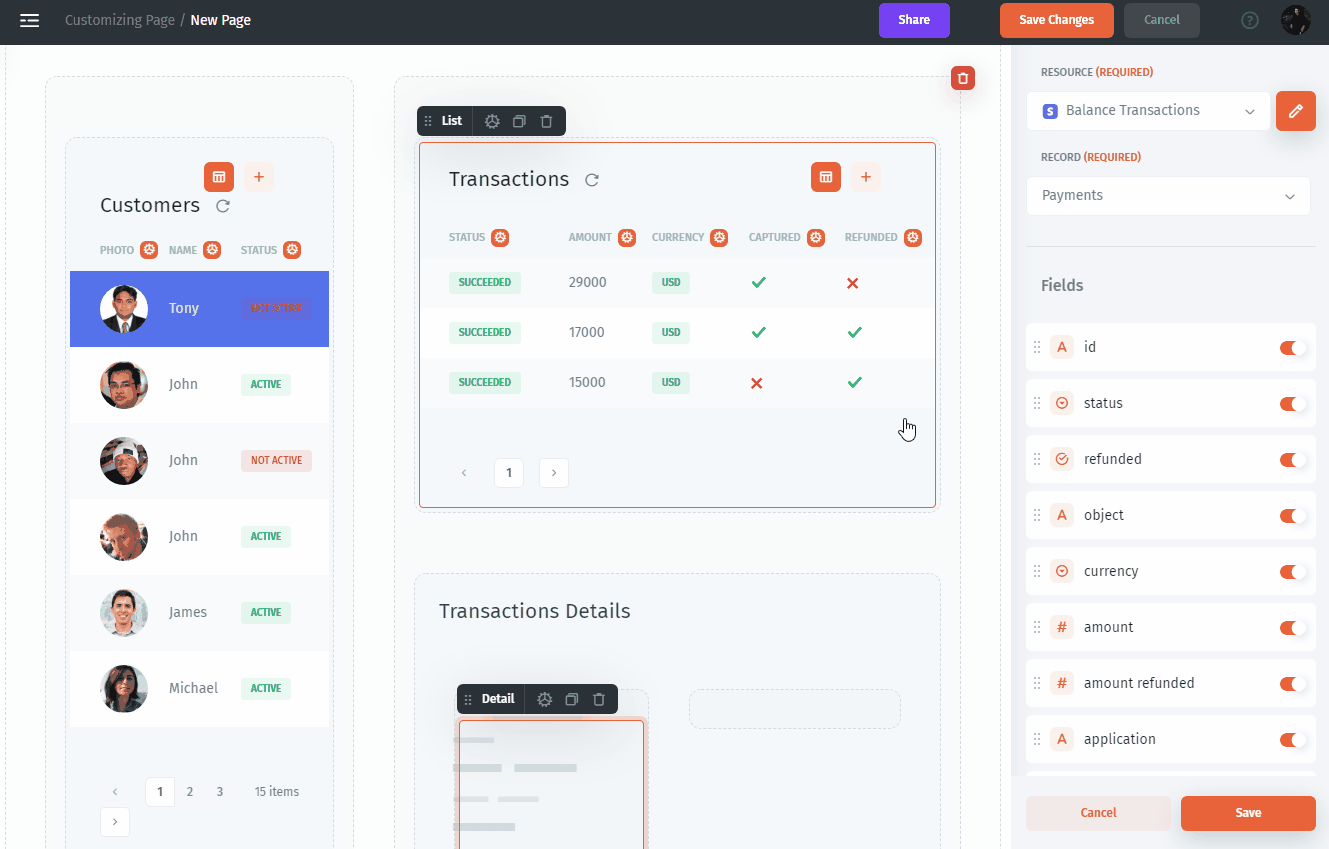 Customizing Page / New Page
Share
Save Changes
Cancel
?
Customers
PHOTO NAME STATUS
Tony NOT ACTIVE
John ACTIVE
John NOT ACTIVE
John ACTIVE
James ACTIVE
Michael ACTIVE
‹ 1 2 3 15 items
›
List
Transactions
+
+
STATUS AMOUNT CURRENCY CAPTURED REFUNDED
SUCCEEDED 29000 USD
SUCCEEDED 17000 USD
SUCCEEDED 15000 USD
‹ 1 ›
Transactions Details
Detail
RESOURCE (REQUIRED)
S Balance Transactions
RECORD (REQUIRED)
Payments
Fields
A id
status
refunded
A object
currency
# amount
# amount refunded
A application
Cancel
Save